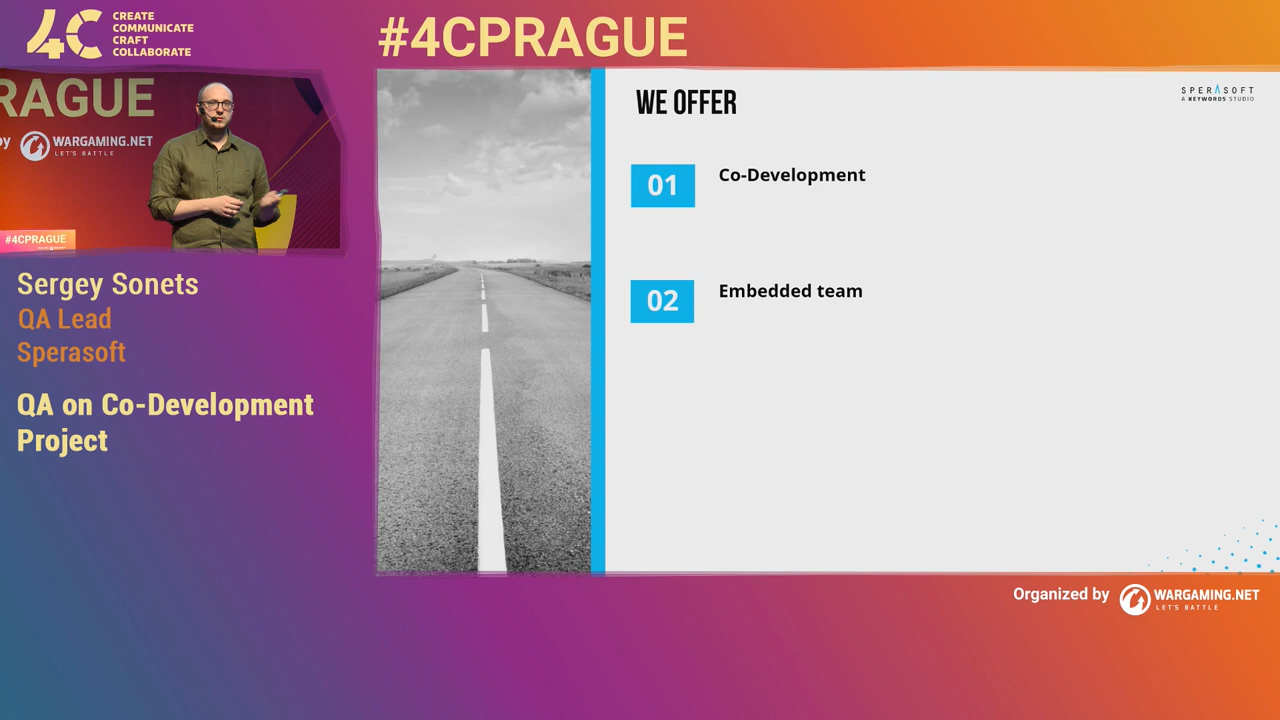 4C
CREATE
COMMUNICATE
CRAFT
COLLABORATE
#4CPRAGUE
RAGUE
by WARGAMING.NET
LET'S BATTLE
#4CPRAGUE
Sergey Sonets
QA Lead
Sperasoft
QA on Co-Development
Project
WE OFFER
SPERASOFT
A KEYWORDS STUDIO
01 Co-Development
02 Embedded team
Organized by WARGAMING.NET
LET'S BATTLE